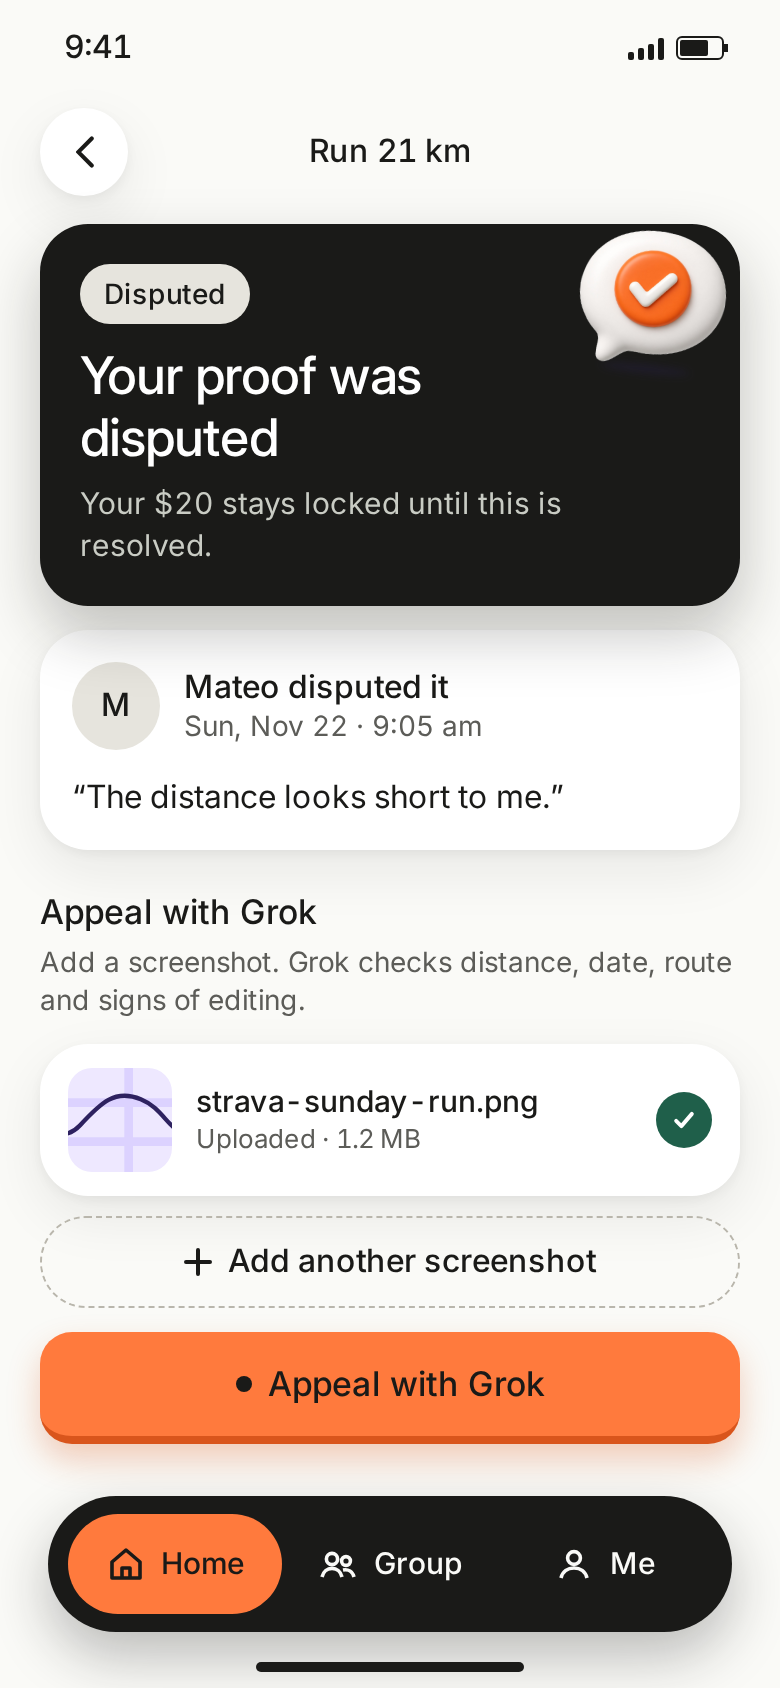 9:41
Run 21 km
Disputed
Your proof was
disputed
Your $20 stays locked until this is
resolved.
M
Mateo disputed it
Sun, Nov 22 · 9:05 am
“The distance looks short to me.”
Appeal with Grok
Add a screenshot. Grok checks distance, date, route
and signs of editing.
strava-sunday-run.png
Uploaded · 1.2 MB
Add another screenshot
Appeal with Grok
Home
Group
Me